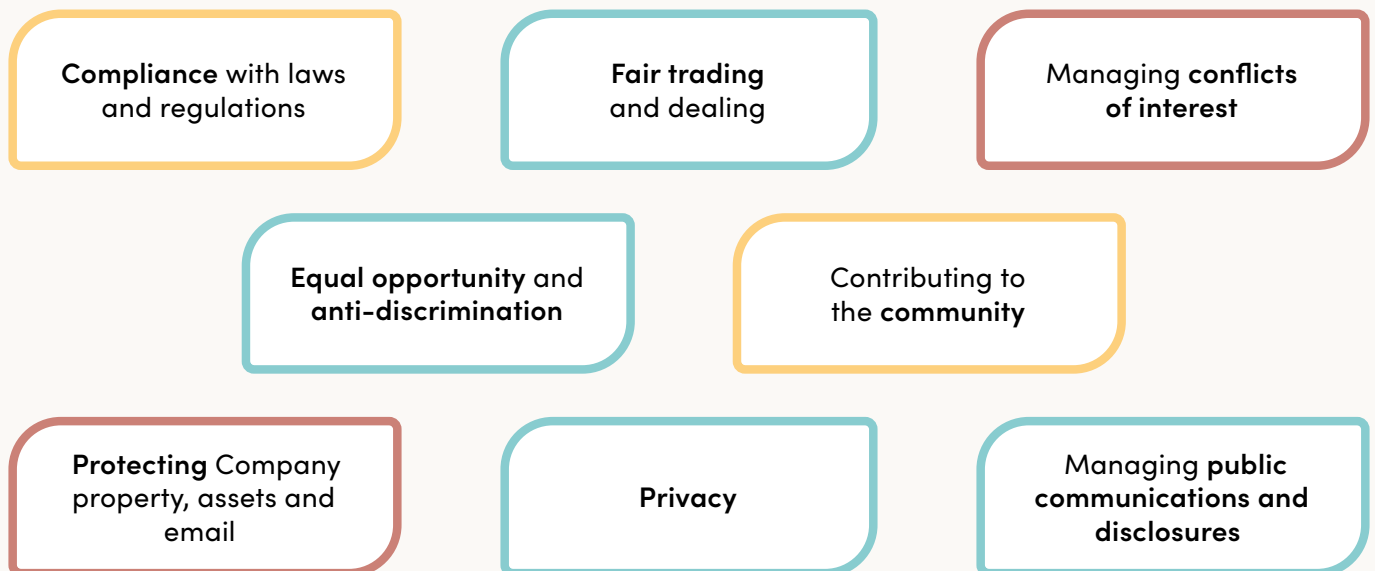 Compliance with laws
and regulations
Fair trading
and dealing
Managing conflicts
of interest
Equal opportunity and
anti-discrimination
Contributing to
the community
Protecting Company
property, assets and
email
Privacy
Managing public
communications and
disclosures